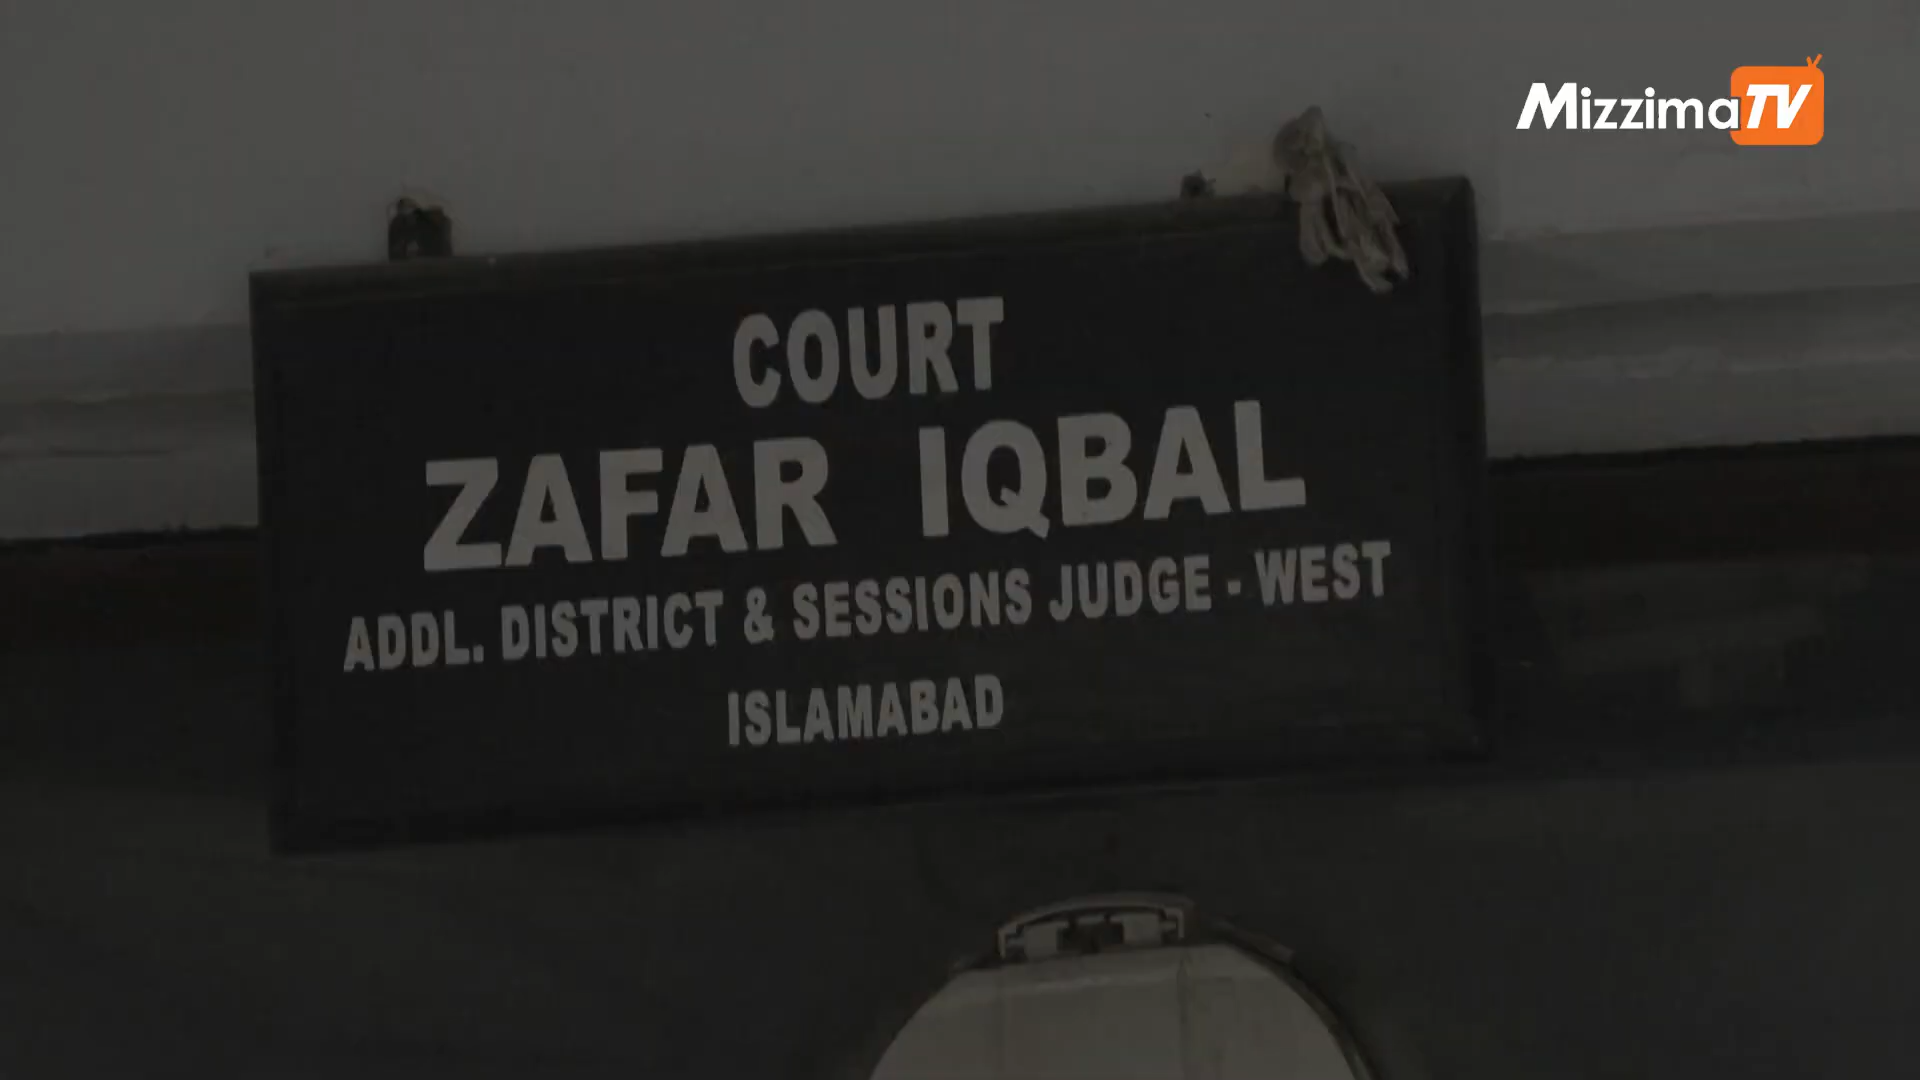 MizzimaTV
COURT
ZAFAR IQBAL
ADDL. DISTRICT & SESSIONS JUDGE - WEST
ISLAMABAD